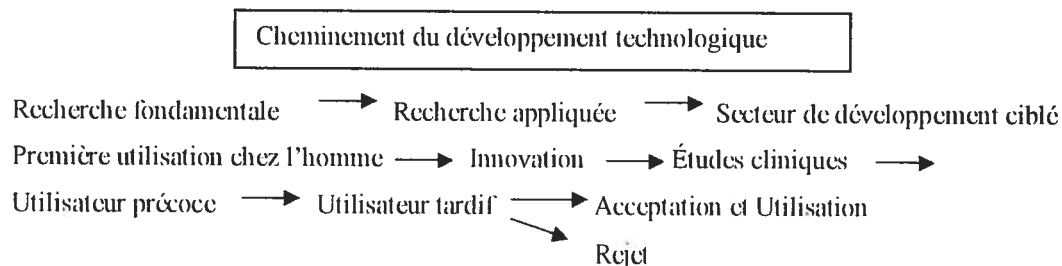 Cheminement du développement technologique
Recherche fondamentale → Recherche appliquée → Secteur de développement ciblé
Première utilisation chez l'homme → Innovation → Études cliniques →
Utilisateur précoce → Utilisateur tardif → Acceptation et Utilisation
Rejet